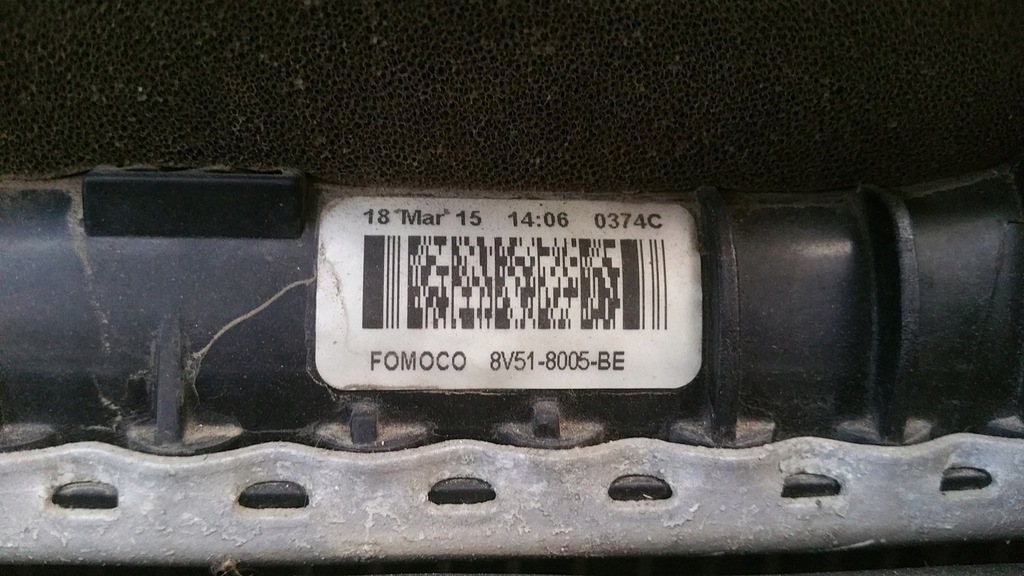 18 Mar 15 14:06 0374C
FOMOCO 8V51-8005-BE